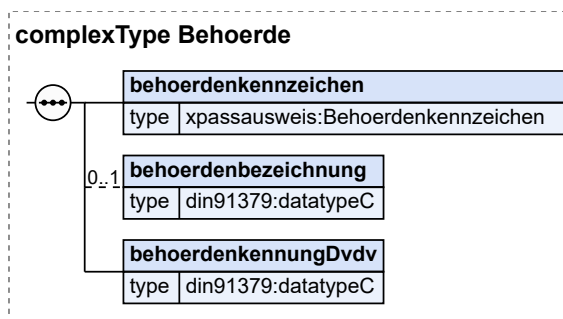 complexType Behoerde
behoerdenkennzeichen
type xpassausweis:Behoerdenkennzeichen
0..1
behoerdenbezeichnung
type din91379:datatypeC
behoerdenkennungDvdv
type din91379:datatypeC